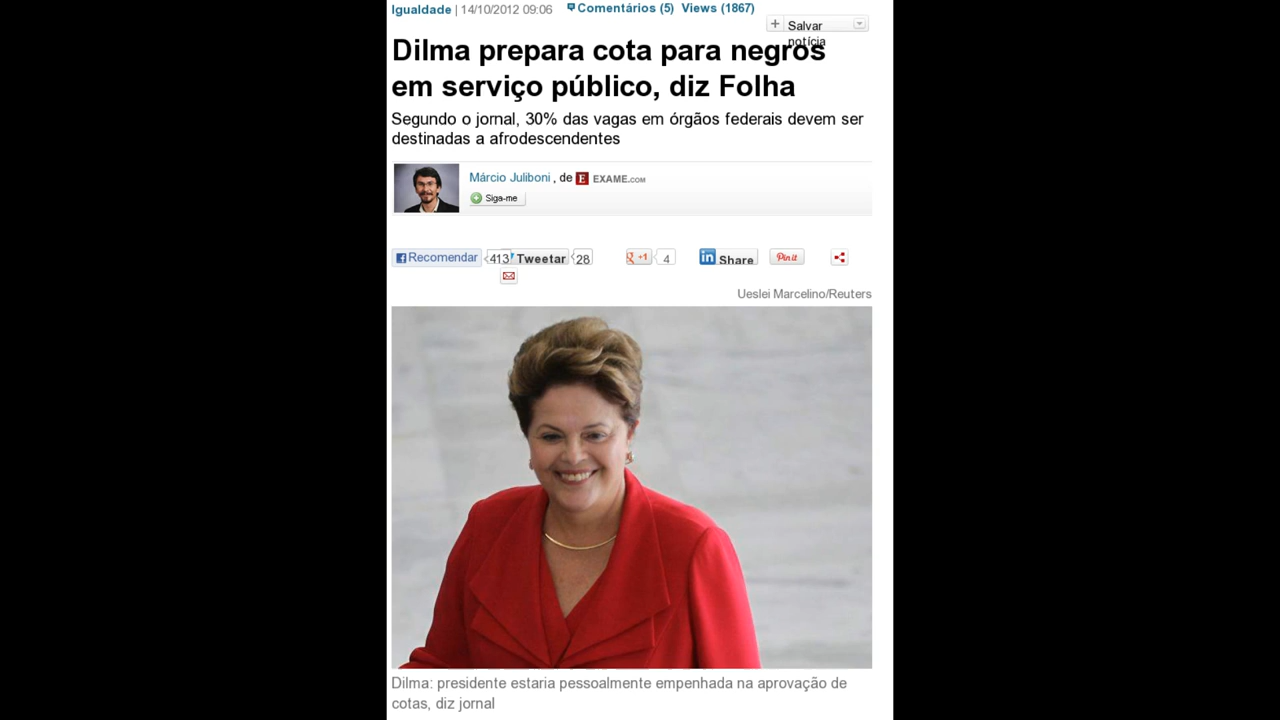 Igualdade | 14/10/2012 09:06 Comentários (5) Views (1867)
Salvar
notícia
Dilma prepara cota para negros
em serviço público, diz Folha
Segundo o jornal, 30% das vagas em órgãos federais devem ser
destinadas a afrodescendentes
Márcio Juliboni , de E EXAME.COM
Siga-me
Recomendar 413 Tweetar 28 +1 4 in Share Pin it
Ueslei Marcelino/Reuters
Dilma: presidente estaria pessoalmente empenhada na aprovação de
cotas, diz jornal